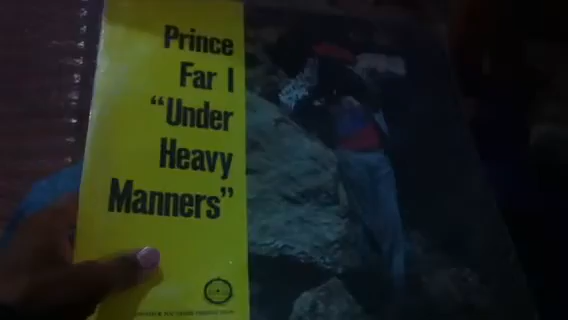 Prince
Far I
“Under
Heavy
Manners”